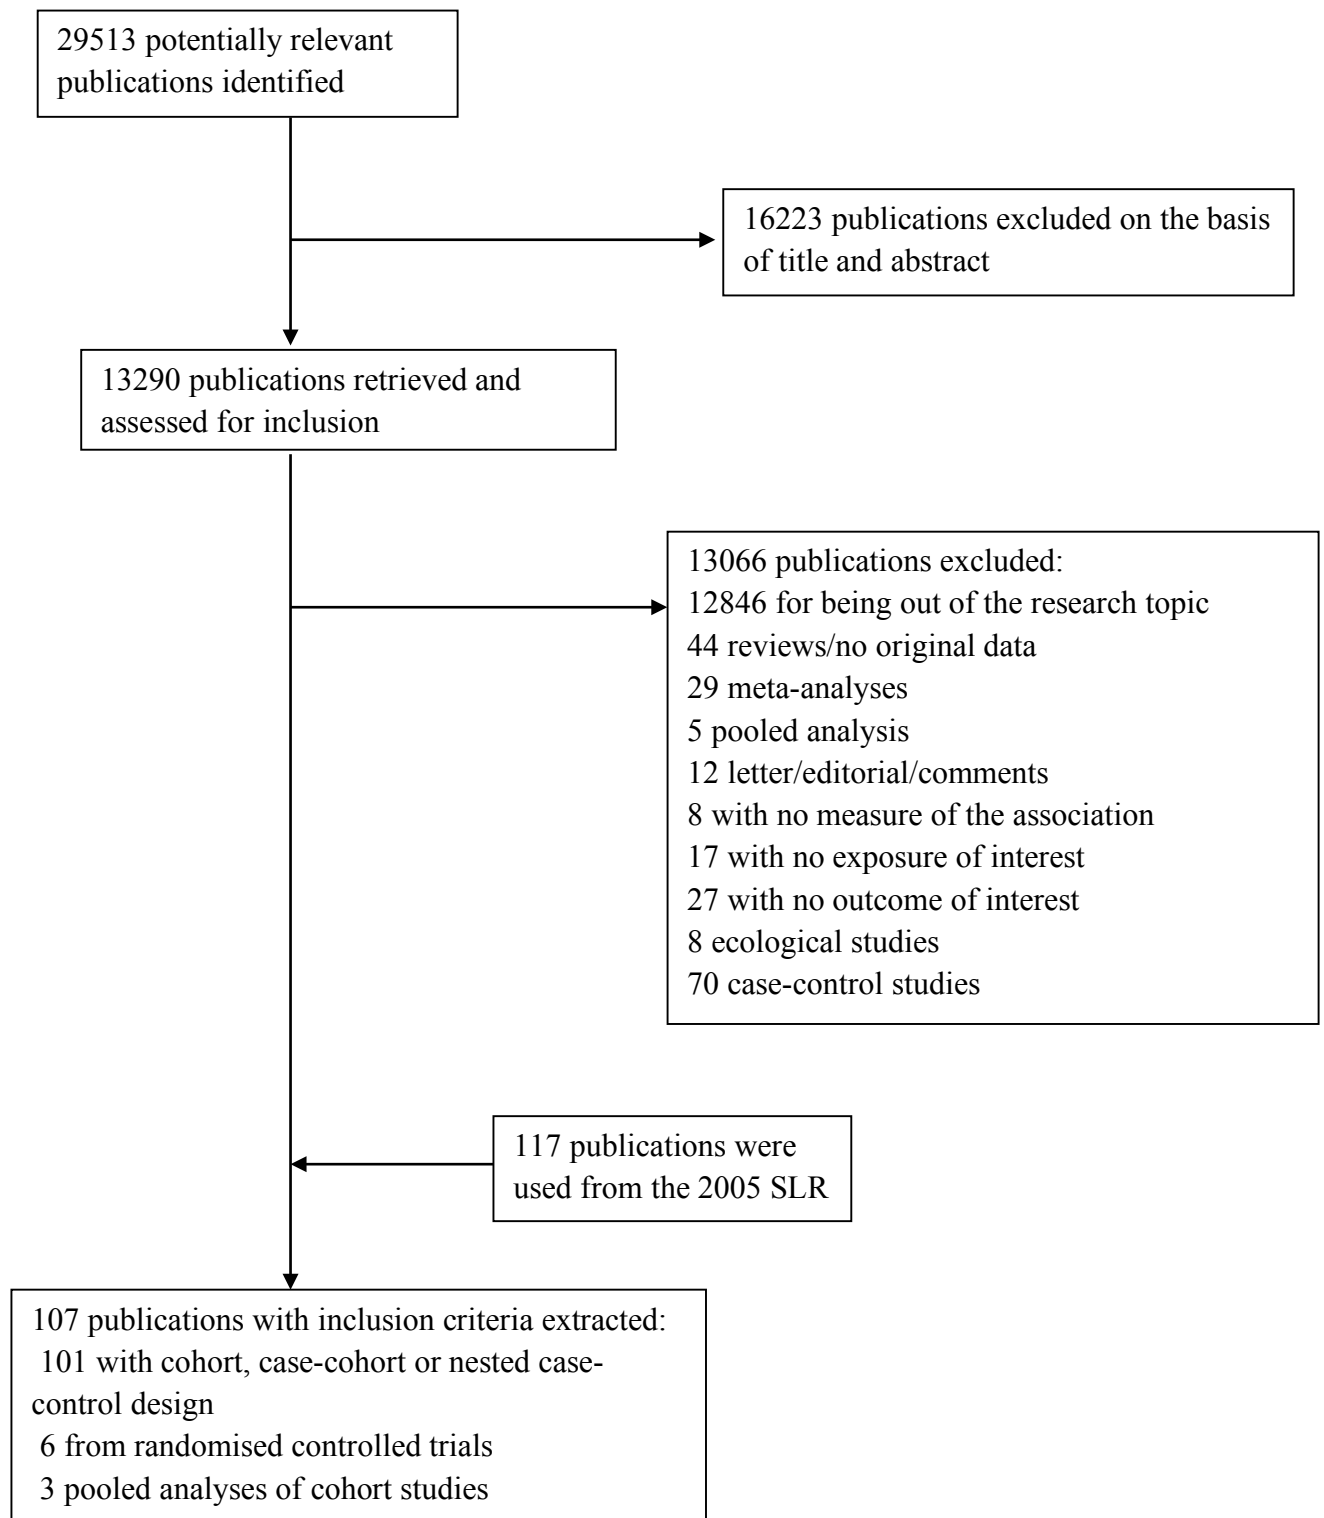 29513 potentially relevant
publications identified
16223 publications excluded on the basis
of title and abstract
13290 publications retrieved and
assessed for inclusion
13066 publications excluded:
12846 for being out of the research topic
44 reviews/no original data
29 meta-analyses
5 pooled analysis
12 letter/editorial/comments
8 with no measure of the association
17 with no exposure of interest
27 with no outcome of interest
8 ecological studies
70 case-control studies
117 publications were
used from the 2005 SLR
107 publications with inclusion criteria extracted:
101 with cohort, case-cohort or nested case-
control design
6 from randomised controlled trials
3 pooled analyses of cohort studies